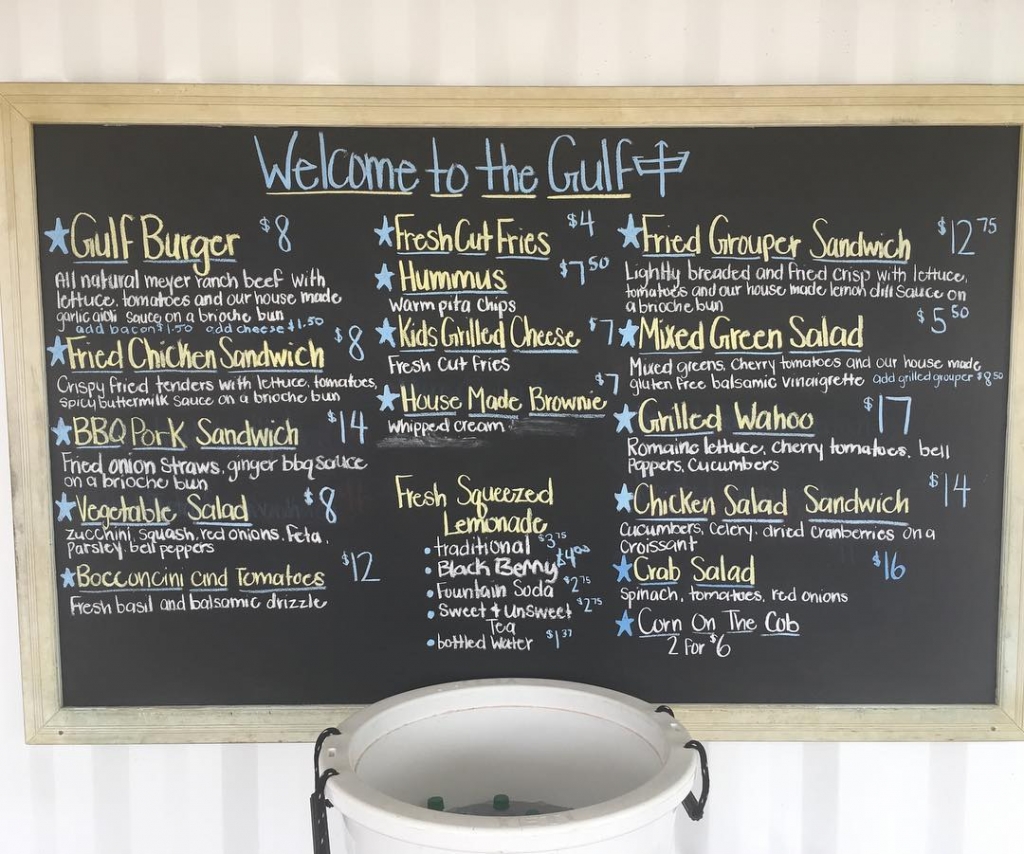 Welcome to the Gulf
Gulf Burger $8
All natural meyer ranch beef with
lettuce, tomatoes and our house made
garlic aioli sauce on a brioche bun
add bacon $1.50 add cheese $1.50
Fried Chicken Sandwich $8
Crispy fried tenders with lettuce, tomatoes,
spicy buttermilk sauce on a brioche bun
BBQ Pork Sandwich $14
Fried onion straws, ginger bbq sauce
on a brioche bun
Vegetable Salad $8
zucchini, squash, red onions, feta,
parsley, bell peppers
Bocconcini and Tomatoes $12
Fresh basil and balsamic drizzle
Fresh Cut Fries $4
Hummus $7.50
Warm pita chips
Kids Grilled Cheese $7
Fresh Cut Fries
House Made Brownie $7
whipped cream
Fresh Squeezed
Lemonade
• traditional $3.75
• Black Berry $4.00
• Fountain Soda $2.75
• Sweet & Unsweet $2.75
Tea
• bottled water $1.37
Fried Grouper Sandwich $12.75
Lightly breaded and fried crisp with lettuce,
tomatoes and our house made lemon dill sauce on
a brioche bun
Mixed Green Salad $5.50
Mixed greens, cherry tomatoes and our house made
gluten free balsamic vinaigrette add grilled grouper $8.50
Grilled Wahoo $17
Romaine lettuce, cherry tomatoes, bell
Peppers, Cucumbers
Chicken Salad Sandwich $14
cucumbers, celery, dried cranberries on a
croissant
Crab Salad $16
Spinach, tomatoes, red onions
Corn On The Cob
2 For $6